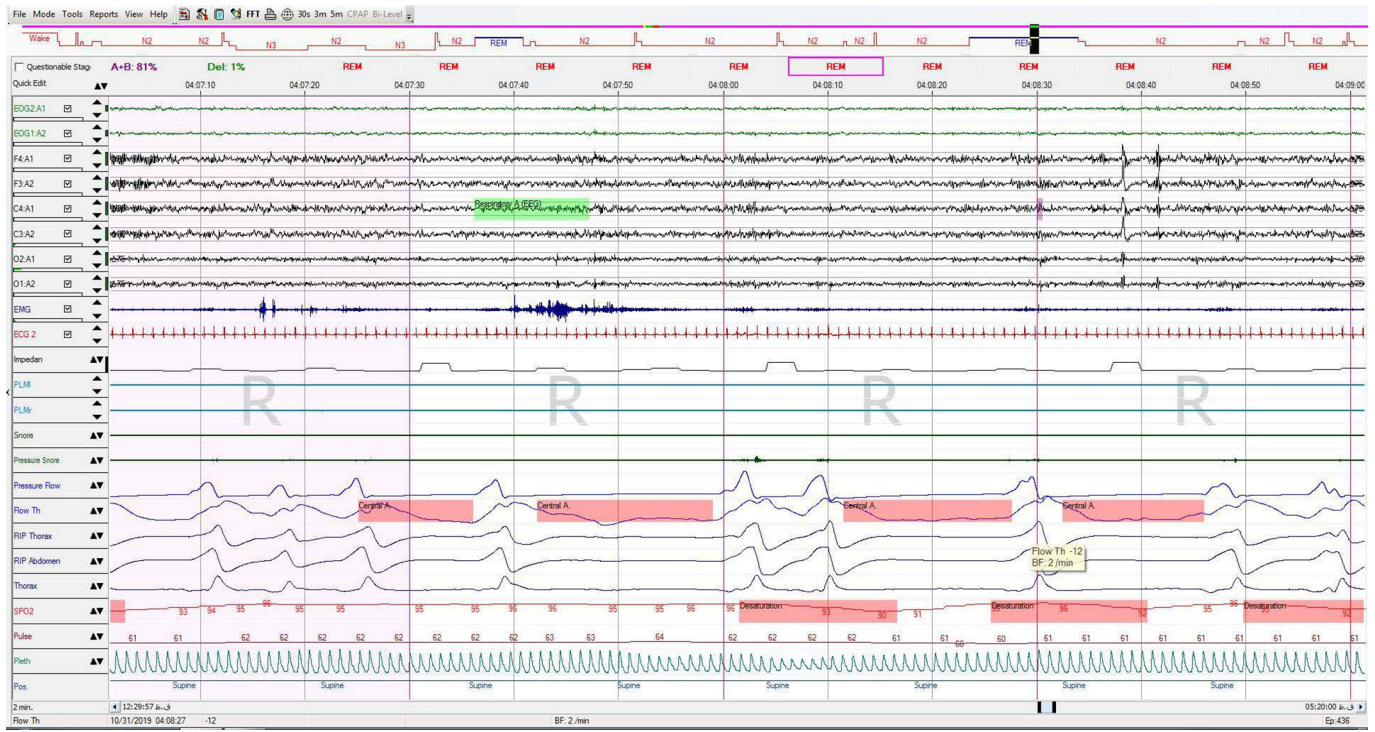 File Mode Tools Reports View Help FFT 30s 3m 5m CPAP Bi-Level
Wake N2 N2 N3 N2 N3 N2 REM N2 N2 N2 N2 N2 REM N2 N2 N2
Questionable Stag A+B: 81% Del: 1% REM REM REM REM REM REM REM REM REM REM REM
Quick Edit 04:07:10 04:07:20 04:07:30 04:07:40 04:07:50 04:08:00 04:08:10 04:08:20 04:08:30 04:08:40 04:08:50 04:09:00
EOG2:A1
EOG1:A2
F4:A1
F3:A2
C4:A1 Respiratory A (EEG)
C3:A2
O2:A1
O1:A2
EMG
ECG 2
Impedan
PLMl
R R R R
PLMr
Snore
Pressure Snore
Pressure Flow
Flow Th Central A. Central A. Central A. Central A.
RIP Thorax
Flow Th -12
RIP Abdomen
BF: 2 /min
Thorax
SPO2 93 94 95 96 95 95 95 95 96 96 95 95 96 96 Desaturation 93 90 91 Desaturation 96 92 95 96 Desaturation 92
Pulse 61 61 62 62 62 62 62 62 62 62 62 63 63 64 62 62 62 62 61 61 60 60 61 61 61 61 61 61 61 61 61
Pleth
Pos. Supine Supine Supine Supine Supine Supine Supine Supine
2 min. 12:29:57 ق.ظ 05:20:00 ق.ظ
Flow Th 10/31/2019 04:08:27 -12 BF: 2 /min Ep:436